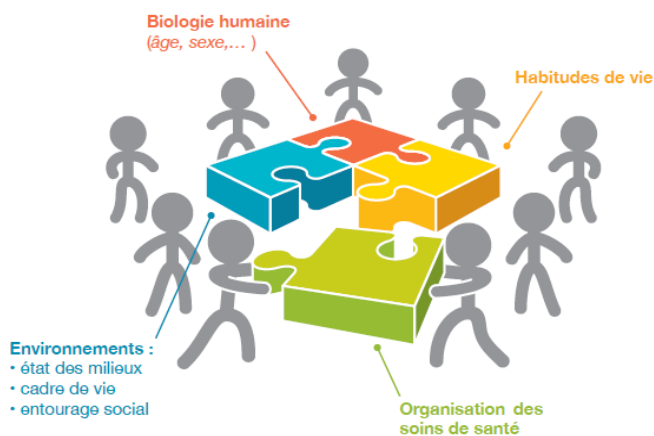 Biologie humaine
(âge, sexe,... )
Habitudes de vie
Environnements :
• état des milieux
• cadre de vie
• entourage social
Organisation des
soins de santé